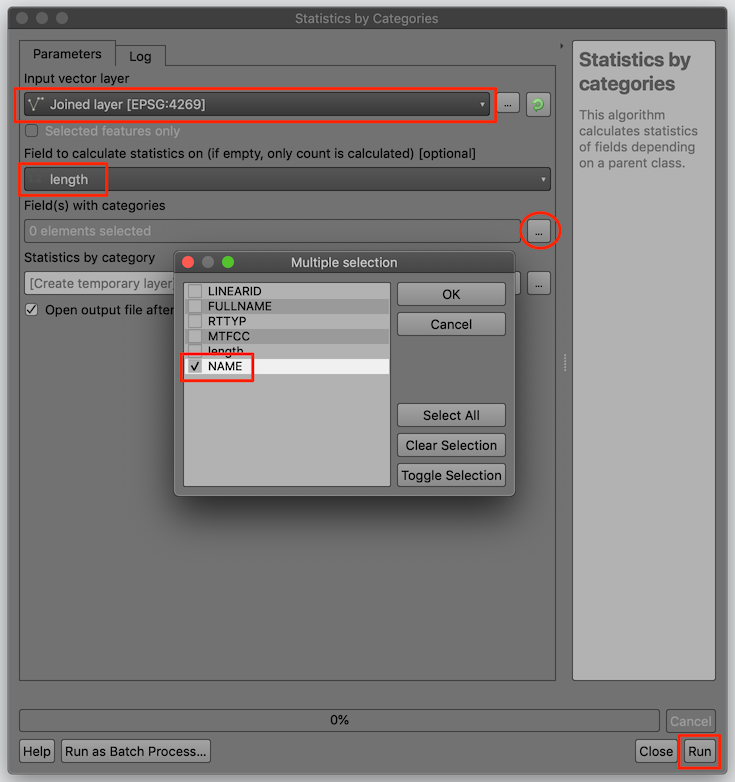 Statistics by Categories
Parameters
Log
Input vector layer
Joined layer [EPSG:4269]
...
Selected features only
Field to calculate statistics on (if empty, only count is calculated) [optional]
length
Field(s) with categories
0 elements selected
...
Statistics by category
[Create temporary layer]
...
Open output file after
Multiple selection
LINEARID
FULLNAME
RTTYP
MTFCC
length
NAME
OK
Cancel
Select All
Clear Selection
Toggle Selection
Statistics by
categories
This algorithm
calculates statistics
of fields depending
on a parent class.
0%
Cancel
Help
Run as Batch Process...
Close
Run